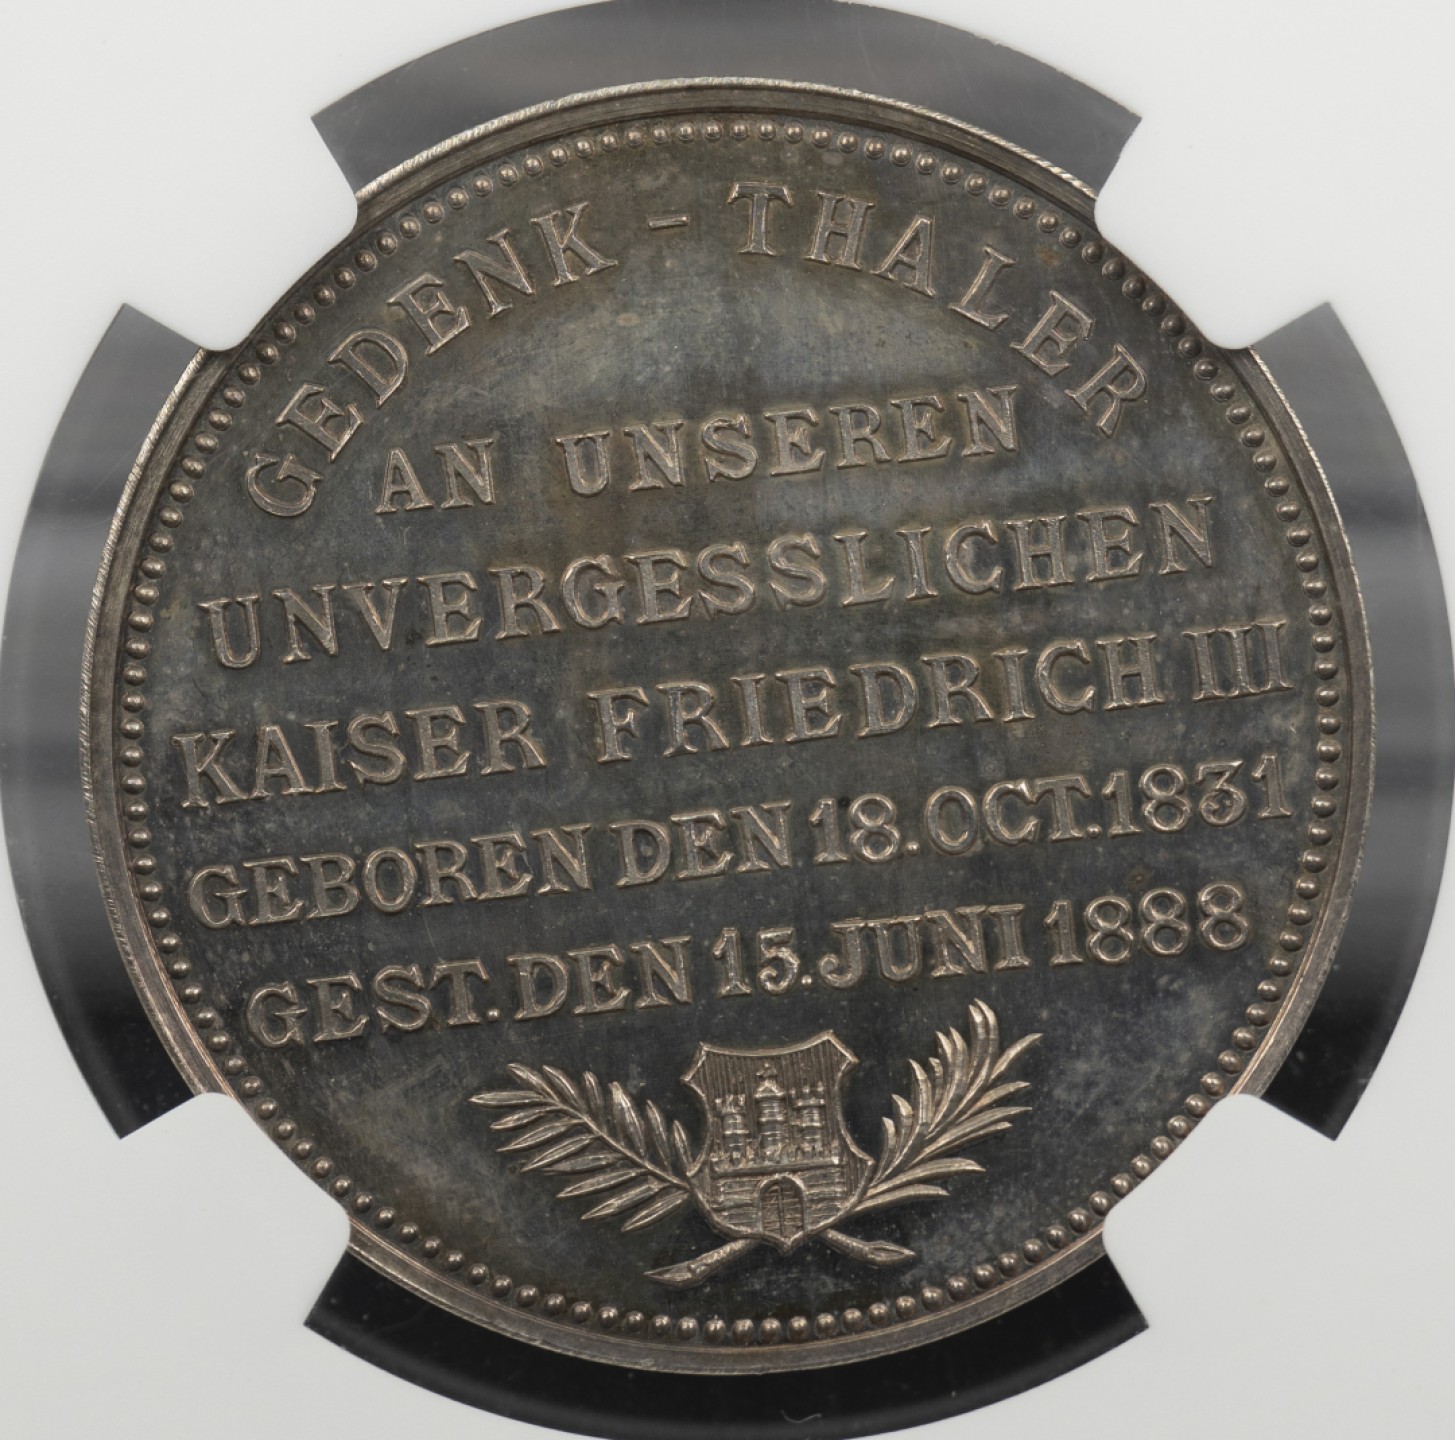 GEDENK - THALER
AN UNSEREN
UNVERGESSLICHEN
KAISER FRIEDRICH III
GEBOREN DEN 18. OCT. 1831
GEST. DEN 15. JUNI 1888